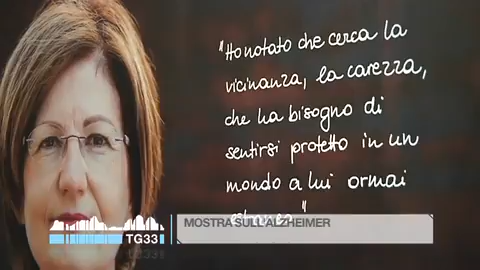 "Ho notato che cerca la
vicinanza, la carezza,
che ha bisogno di
sentirsi protetto in un
mondo a lui ormai
MOSTRA SULL'ALZHEIMER
TG33